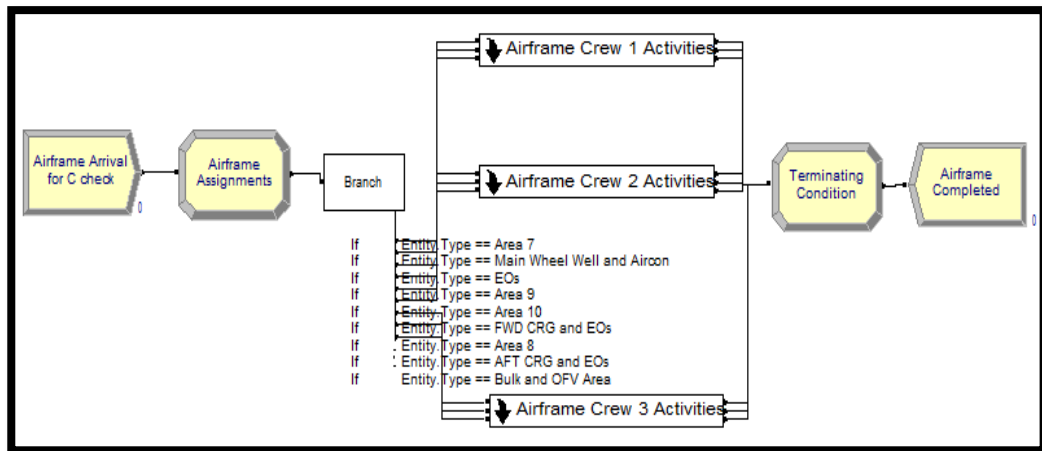 Airframe Crew 1 Activities
Airframe Arrival
for C check
0
Airframe
Assignments
Branch
Airframe Crew 2 Activities
Terminating
Condition
Airframe
Completed
0
If Entity.Type == Area 7
If Entity.Type == Main Wheel Well and Aircon
If Entity.Type == EOs
If Entity.Type == Area 9
If Entity.Type == Area 10
If Entity.Type == FWD CRG and EOs
If Entity.Type == Area 8
If Entity.Type == AFT CRG and EOs
If Entity.Type == Bulk and OFV Area
Airframe Crew 3 Activities